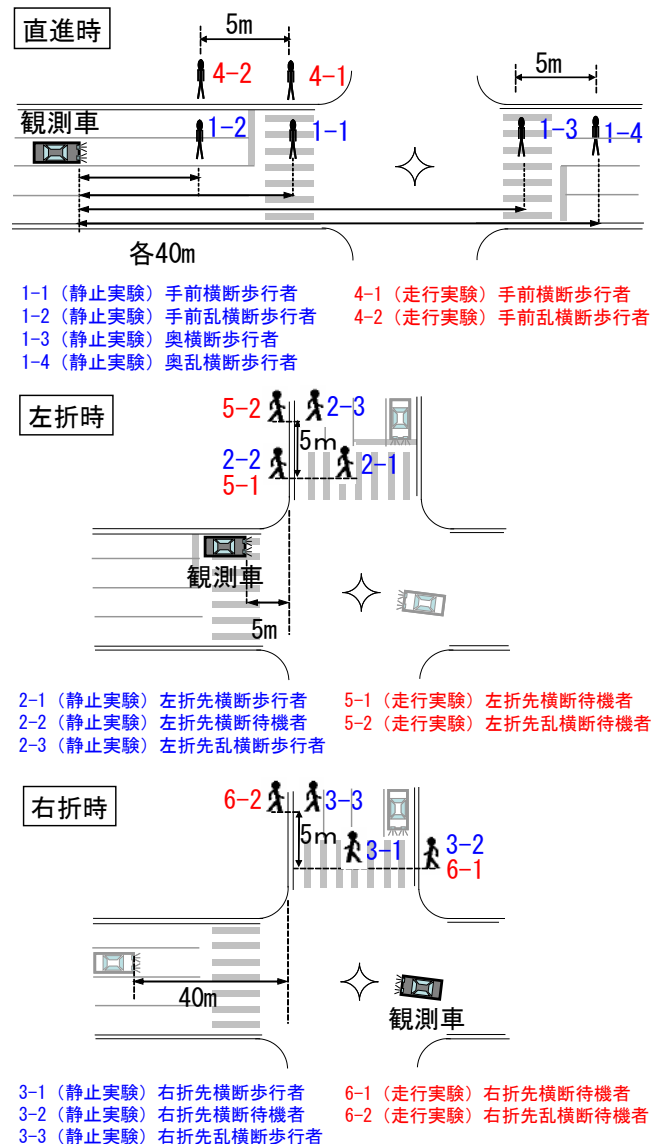 直進時
5m
4-2
4-1
5m
観測車
1-2
1-1
1-3
1-4
各40m
1-1（静止実験）手前横断歩行者
1-2（静止実験）手前乱横断歩行者
1-3（静止実験）奥横断歩行者
1-4（静止実験）奥乱横断歩行者
4-1（走行実験）手前横断歩行者
4-2（走行実験）手前乱横断歩行者
左折時
5-2
2-3
5m
2-2
5-1
2-1
観測車
5m
2-1（静止実験）左折先横断歩行者
2-2（静止実験）左折先横断待機者
2-3（静止実験）左折先乱横断歩行者
5-1（走行実験）左折先横断待機者
5-2（走行実験）左折先乱横断待機者
右折時
6-2
3-3
5m
3-1
3-2
6-1
40m
観測車
3-1（静止実験）右折先横断歩行者
3-2（静止実験）右折先横断待機者
3-3（静止実験）右折先乱横断歩行者
6-1（走行実験）右折先横断待機者
6-2（走行実験）右折先乱横断待機者